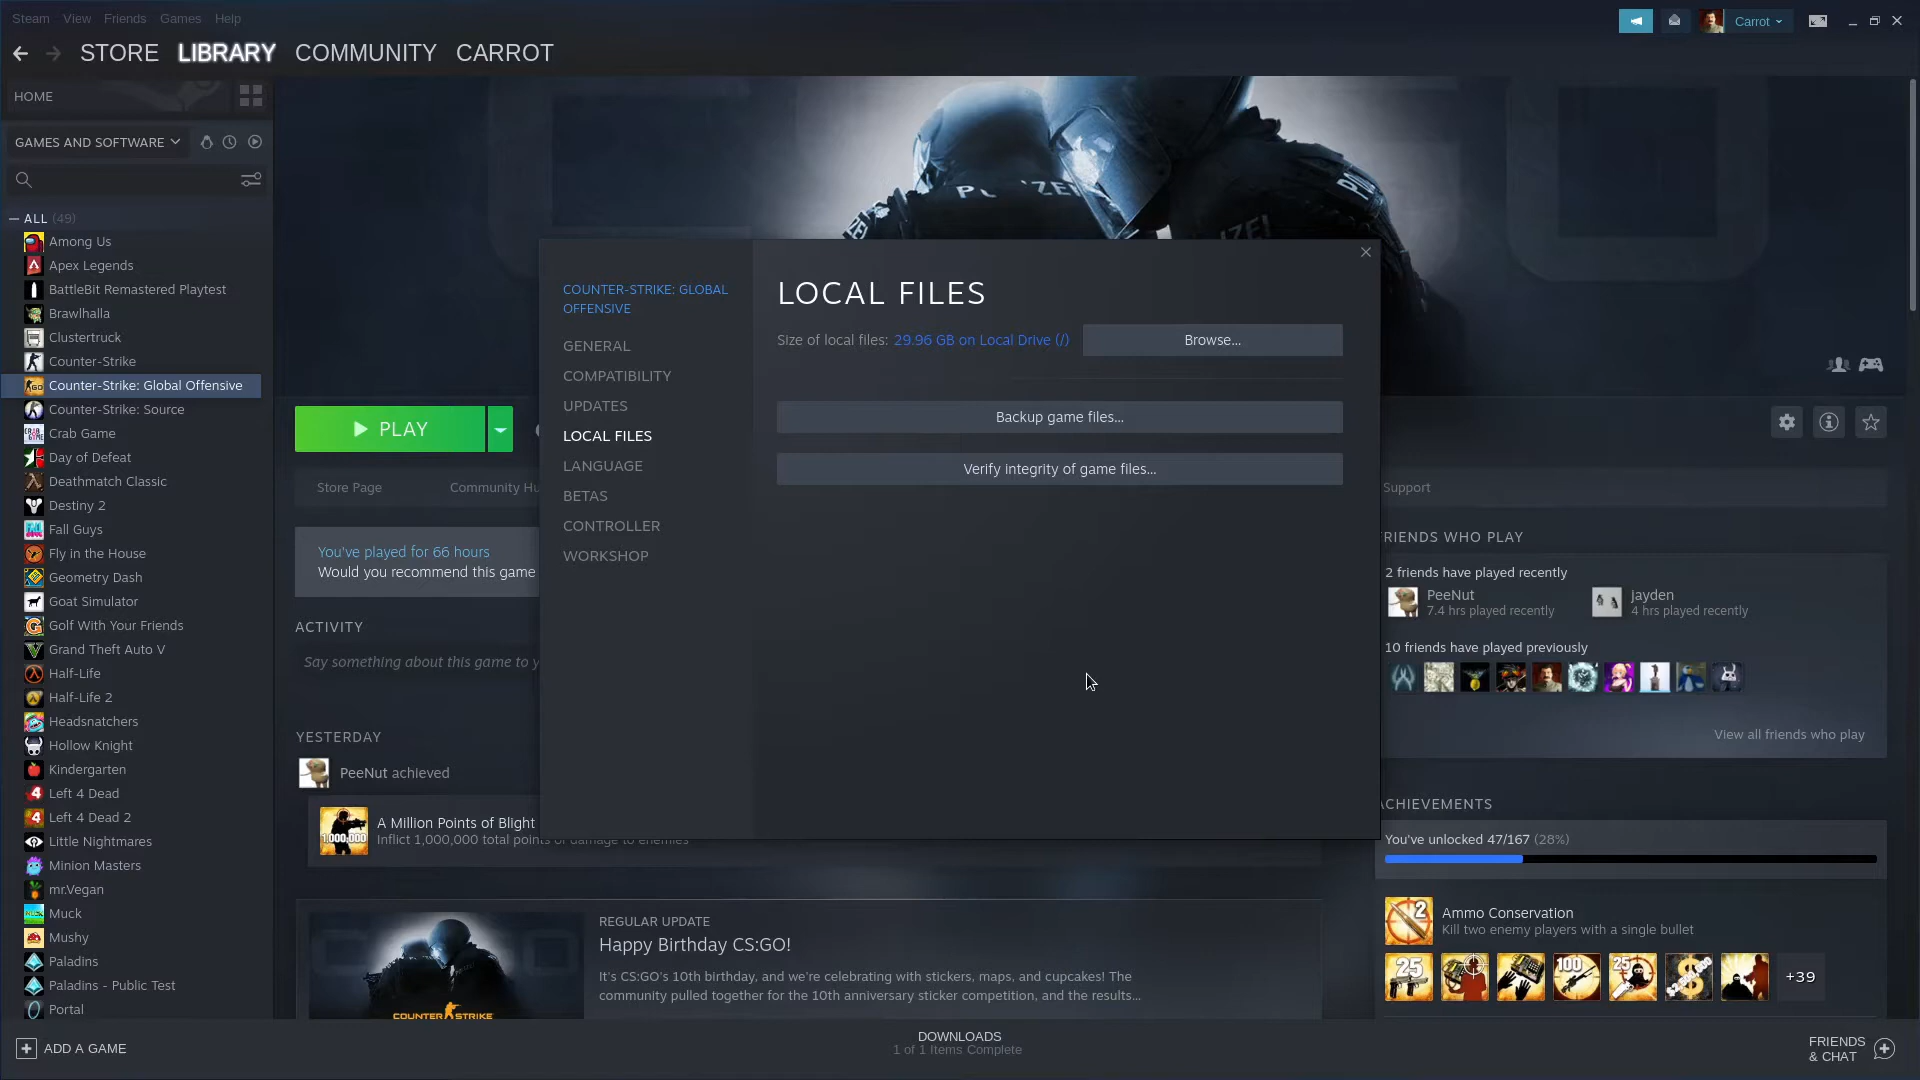 Steam View Friends Games Help
Carrot
STORE LIBRARY COMMUNITY CARROT
HOME
GAMES AND SOFTWARE
ALL (49)
Among Us
Apex Legends
BattleBit Remastered Playtest
Brawlhalla
Clustertruck
Counter-Strike
Counter-Strike: Global Offensive
Counter-Strike: Source
Crab Game
Day of Defeat
Deathmatch Classic
Destiny 2
Fall Guys
Fly in the House
Geometry Dash
Goat Simulator
Golf With Your Friends
Grand Theft Auto V
Half-Life
Half-Life 2
Headsnatchers
Hollow Knight
Kindergarten
Left 4 Dead
Left 4 Dead 2
Little Nightmares
Minion Masters
mr.Vegan
Muck
Mushy
Paladins
Paladins - Public Test
Portal
ADD A GAME
PLAY
Store Page
Community Hu
Support
You've played for 66 hours
Would you recommend this game
ACTIVITY
Say something about this game to y
YESTERDAY
PeeNut achieved
1,000,000
A Million Points of Blight
Inflict 1,000,000 total points of damage to enemies
COUNTER STRIKE
REGULAR UPDATE
Happy Birthday CS:GO!
It's CS:GO's 10th birthday, and we're celebrating with stickers, maps, and cupcakes! The
community pulled together for the 10th anniversary sticker competition, and the results...
COUNTER-STRIKE: GLOBAL
OFFENSIVE
GENERAL
COMPATIBILITY
UPDATES
LOCAL FILES
LANGUAGE
BETAS
CONTROLLER
WORKSHOP
LOCAL FILES
Size of local files: 29.96 GB on Local Drive (/)
Browse...
Backup game files...
Verify integrity of game files...
RIENDS WHO PLAY
2 friends have played recently
PeeNut
7.4 hrs played recently
jayden
4 hrs played recently
10 friends have played previously
View all friends who play
ACHIEVEMENTS
You've unlocked 47/167 (28%)
2
Ammo Conservation
Kill two enemy players with a single bullet
25
100
25
+39
DOWNLOADS
1 of 1 Items Complete
FRIENDS
& CHAT